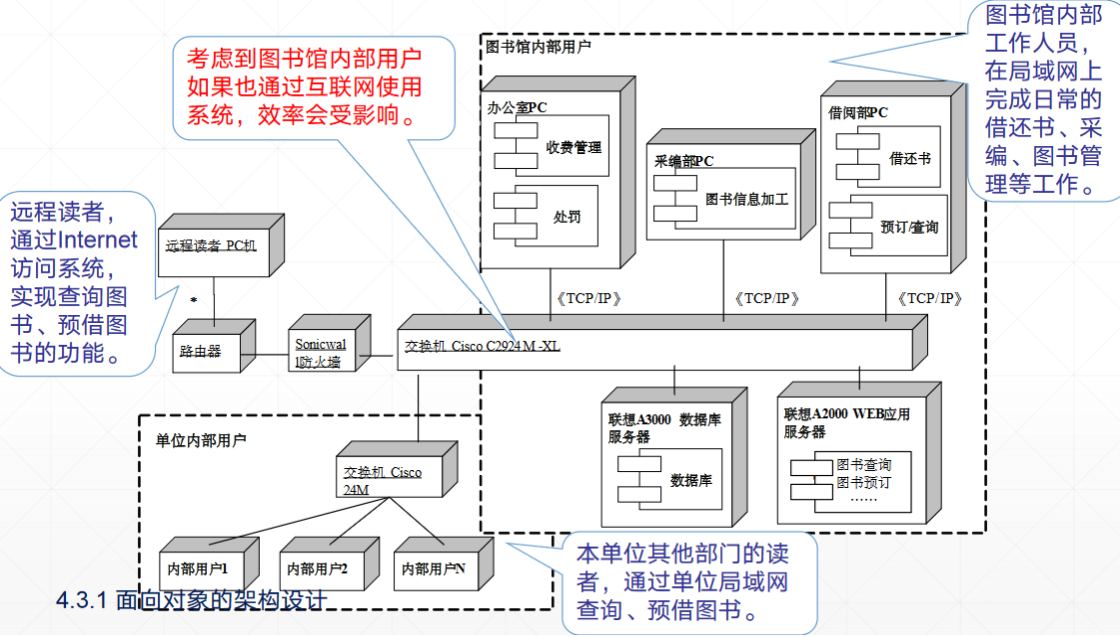 图书馆内部用户
考虑到图书馆内部用户
如果也通过互联网使用
系统，效率会受影响。
图书馆内部
工作人员，
在局域网上
完成日常的
借还书、采
编、图书管
理等工作。
办公室PC
收费管理
处罚
采编部PC
图书信息加工
借阅部PC
借还书
预订/查询
远程读者，
通过Internet
访问系统，
实现查询图
书、预借图
书的功能。
远程读者 PC机
*
《TCP/IP》
《TCP/IP》
《TCP/IP》
路由器
Sonicwal
l防火墙
交换机 Cisco C2924M-XL
单位内部用户
交换机 Cisco
24M
联想A3000 数据库
服务器
数据库
联想A2000 WEB应用
服务器
图书查询
图书预订
……
内部用户1
内部用户2
内部用户N
本单位其他部门的读
者，通过单位局域网
查询、预借图书。
4.3.1 面向对象的架构设计